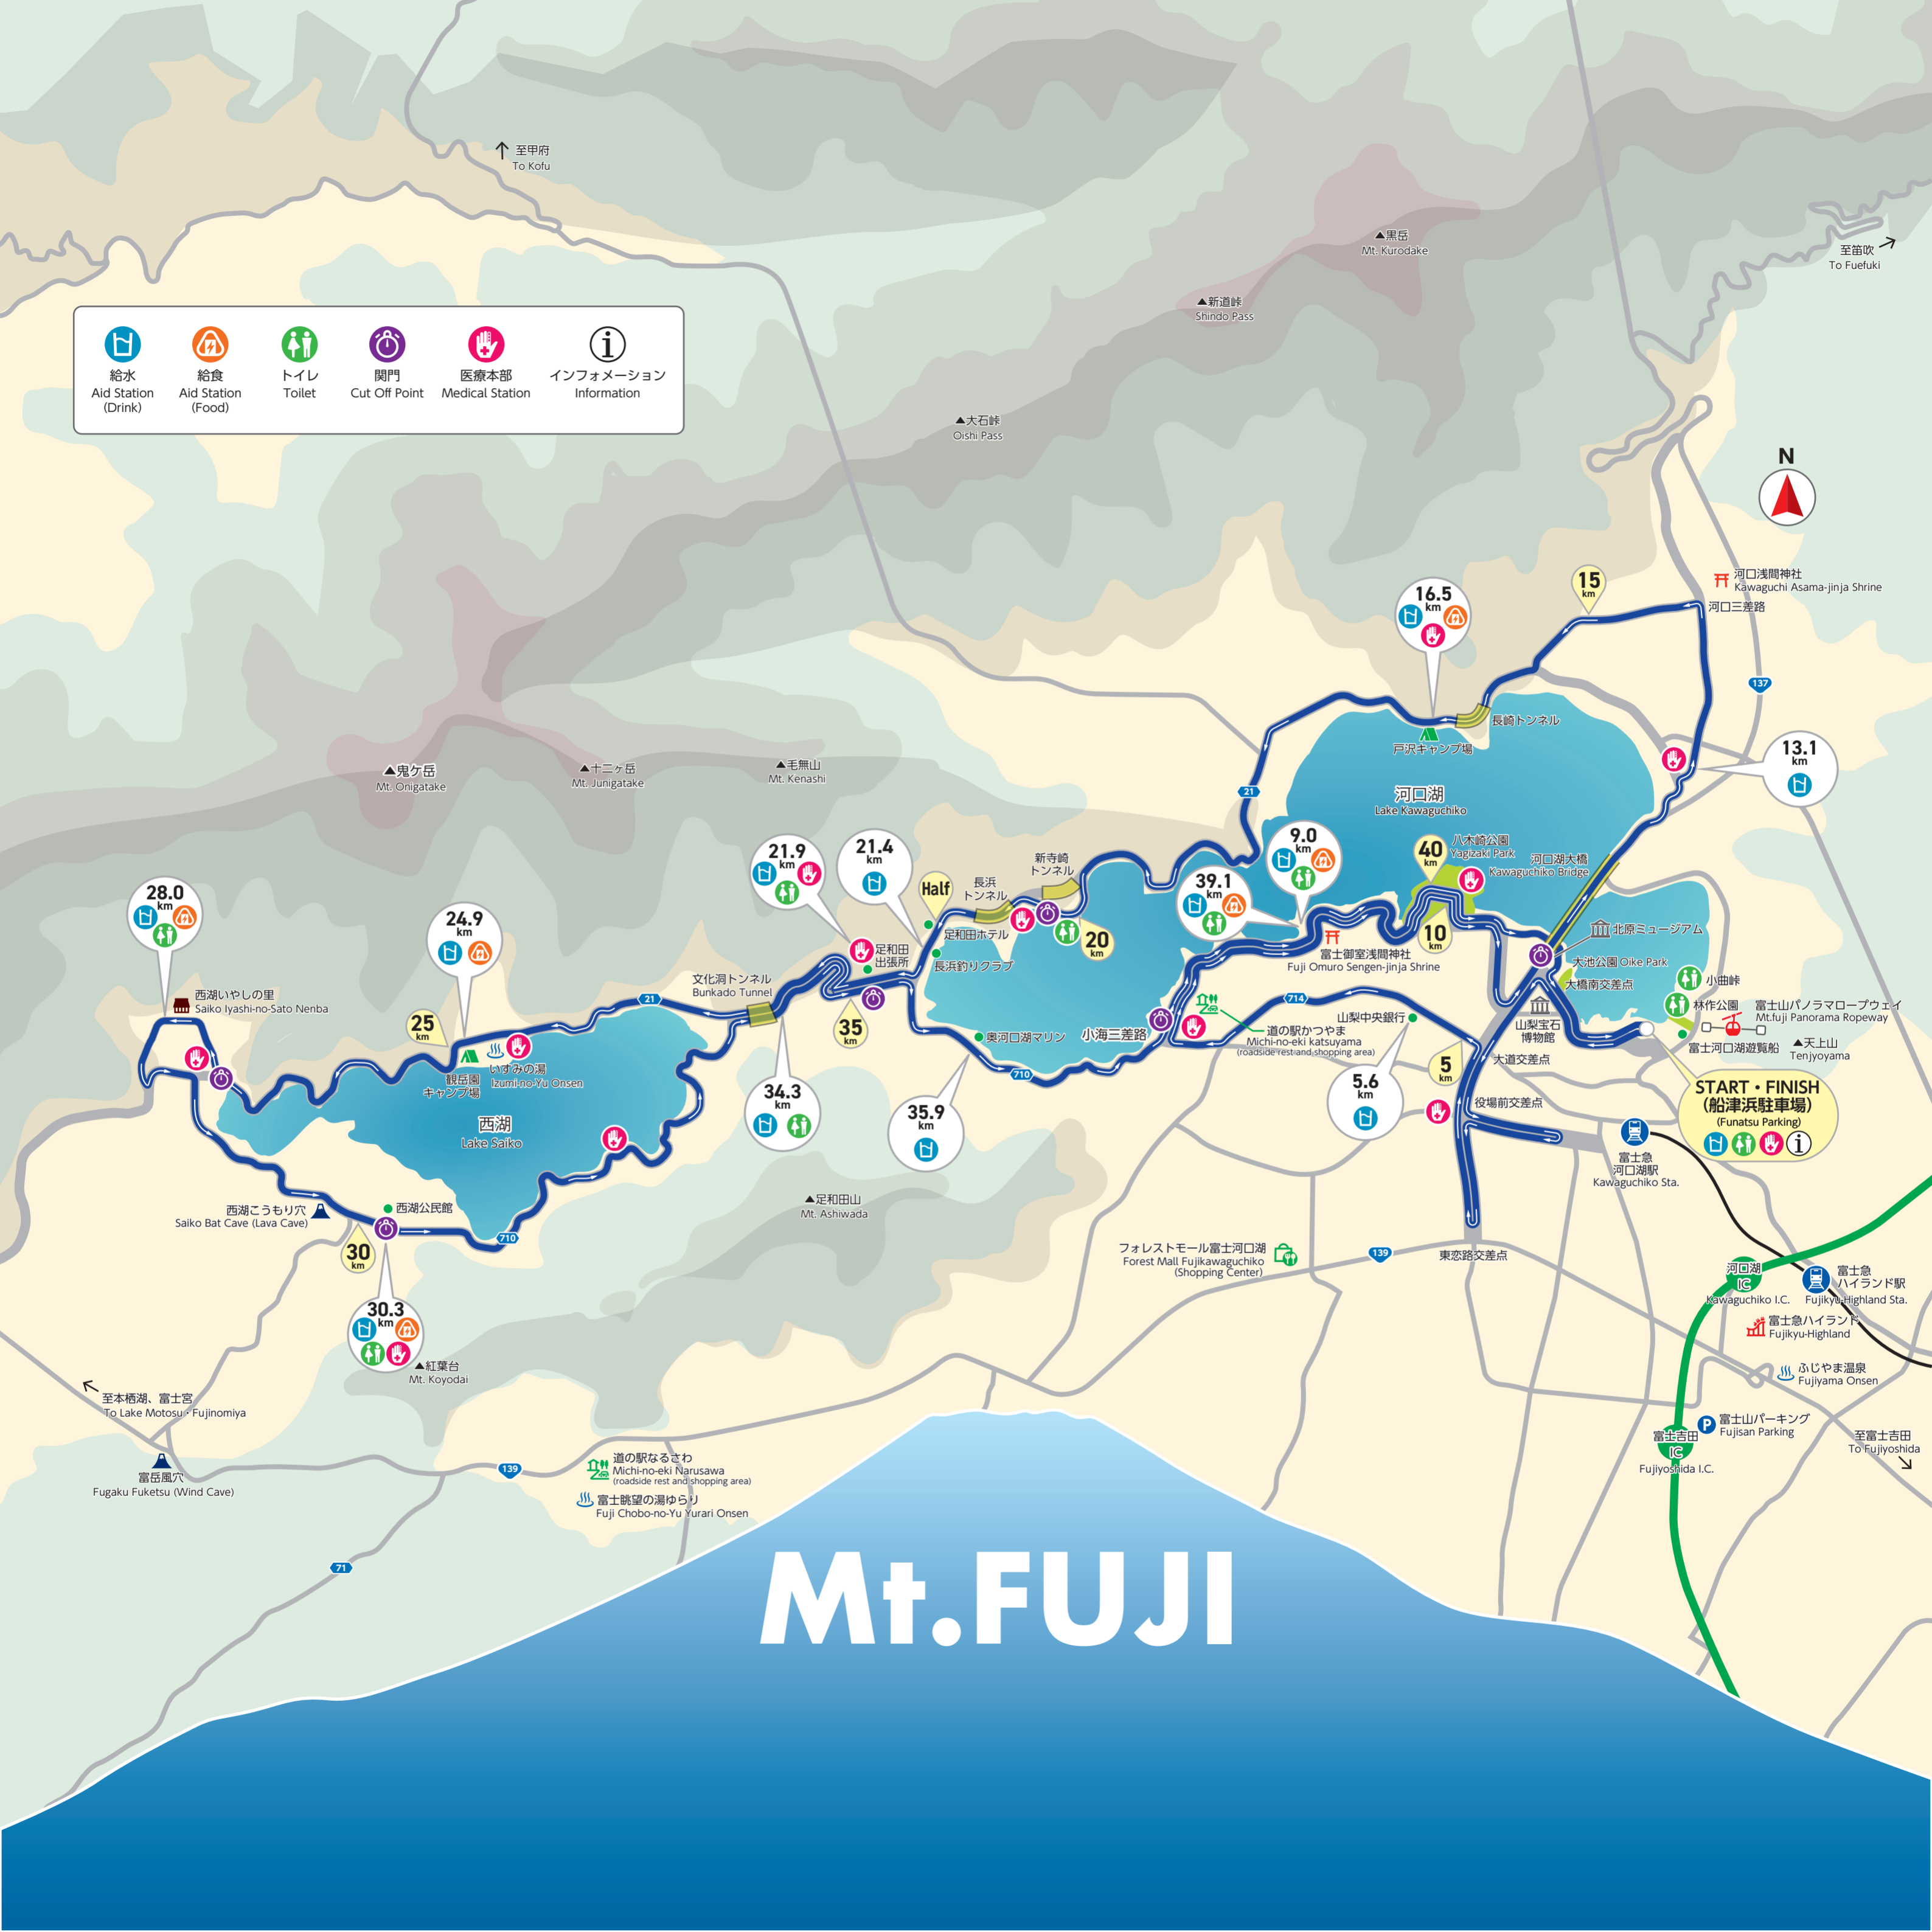 ↑ 至甲府
To Kofu
▲黒岳
Mt. Kurodake
至笛吹
To Fuefuki
▲新道峠
Shindo Pass
給水
Aid Station
(Drink)
給食
Aid Station
(Food)
トイレ
Toilet
関門
Cut Off Point
医療本部
Medical Station
インフォメーション
Information
▲大石峠
Oishi Pass
N
15
km
河口浅間神社
Kawaguchi Asama-jinja Shrine
河口三差路
16.5
km
137
長崎トンネル
戸沢キャンプ場
13.1
km
▲鬼ケ岳
Mt. Onigatake
▲十二ヶ岳
Mt. Junigatake
▲毛無山
Mt. Kenashi
21
河口湖
Lake Kawaguchiko
9.0
km
40
km
八木崎公園
Yagizaki Park
河口湖大橋
Kawaguchiko Bridge
21.9
km
21.4
km
Half
長浜
トンネル
新寺崎
トンネル
39.1
km
28.0
km
24.9
km
足和田ホテル
20
km
10
km
北原ミュージアム
足和田
出張所
長浜釣りクラブ
富士御室浅間神社
Fuji Omuro Sengen-jinja Shrine
大池公園 Oike Park
大橋南交差点
小曲峠
文化洞トンネル
Bunkado Tunnel
西湖いやしの里
Saiko Iyashi-no-Sato Nenba
21
714
林作公園
富士山パノラマロープウェイ
Mt.fuji Panorama Ropeway
25
km
35
km
奥河口湖マリン
小海三差路
道の駅かつやま
Michi-no-eki katsuyama
(roadside rest and shopping area)
山梨中央銀行
山梨宝石
博物館
富士河口湖遊覧船
▲天上山
Tenjyoyama
いずみの湯
Izumi-no-Yu Onsen
観岳園
キャンプ場
710
5
km
大道交差点
START・FINISH
(船津浜駐車場)
(Funatsu Parking)
34.3
km
35.9
km
5.6
km
役場前交差点
西湖
Lake Saiko
富士急
河口湖駅
Kawaguchiko Sta.
▲足和田山
Mt. Ashiwada
西湖こうもり穴
Saiko Bat Cave (Lava Cave)
西湖公民館
710
30
km
フォレストモール富士河口湖
Forest Mall Fujikawaguchiko
(Shopping Center)
139
東恋路交差点
河口湖
IC
Kawaguchiko I.C.
富士急
ハイランド駅
Fujikyu-Highland Sta.
30.3
km
富士急ハイランド
Fujikyu-Highland
▲紅葉台
Mt. Koyodai
ふじやま温泉
Fujiyama Onsen
至本栖湖、富士宮
To Lake Motosu・Fujinomiya
P
富士山パーキング
Fujisan Parking
富士吉田
IC
Fujiyoshida I.C.
至富士吉田
To Fujiyoshida
富岳風穴
Fugaku Fuketsu (Wind Cave)
139
道の駅なるさわ
Michi-no-eki Narusawa
(roadside rest and shopping area)
富士眺望の湯ゆらり
Fuji Chobo-no-Yu Yurari Onsen
71
Mt.FUJI